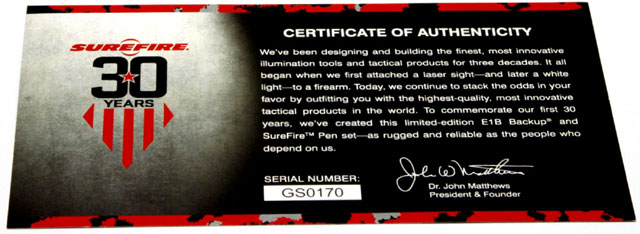 SUREFIRE
30
YEARS
CERTIFICATE OF AUTHENTICITY
We've been designing and building the finest, most innovative
illumination tools and tactical products for three decades. It all
began when we first attached a laser sight—and later a white
light—to a firearm. Today, we continue to stack the odds in your
favor by outfitting you with the highest-quality, most innovative
tactical products in the world. To commemorate our first 30
years, we've created this limited-edition E1B Backup® and
SureFire™ Pen set—as rugged and reliable as the people who
depend on us.
SERIAL NUMBER:
GS0170
John W Matthews
Dr. John Matthews
President & Founder